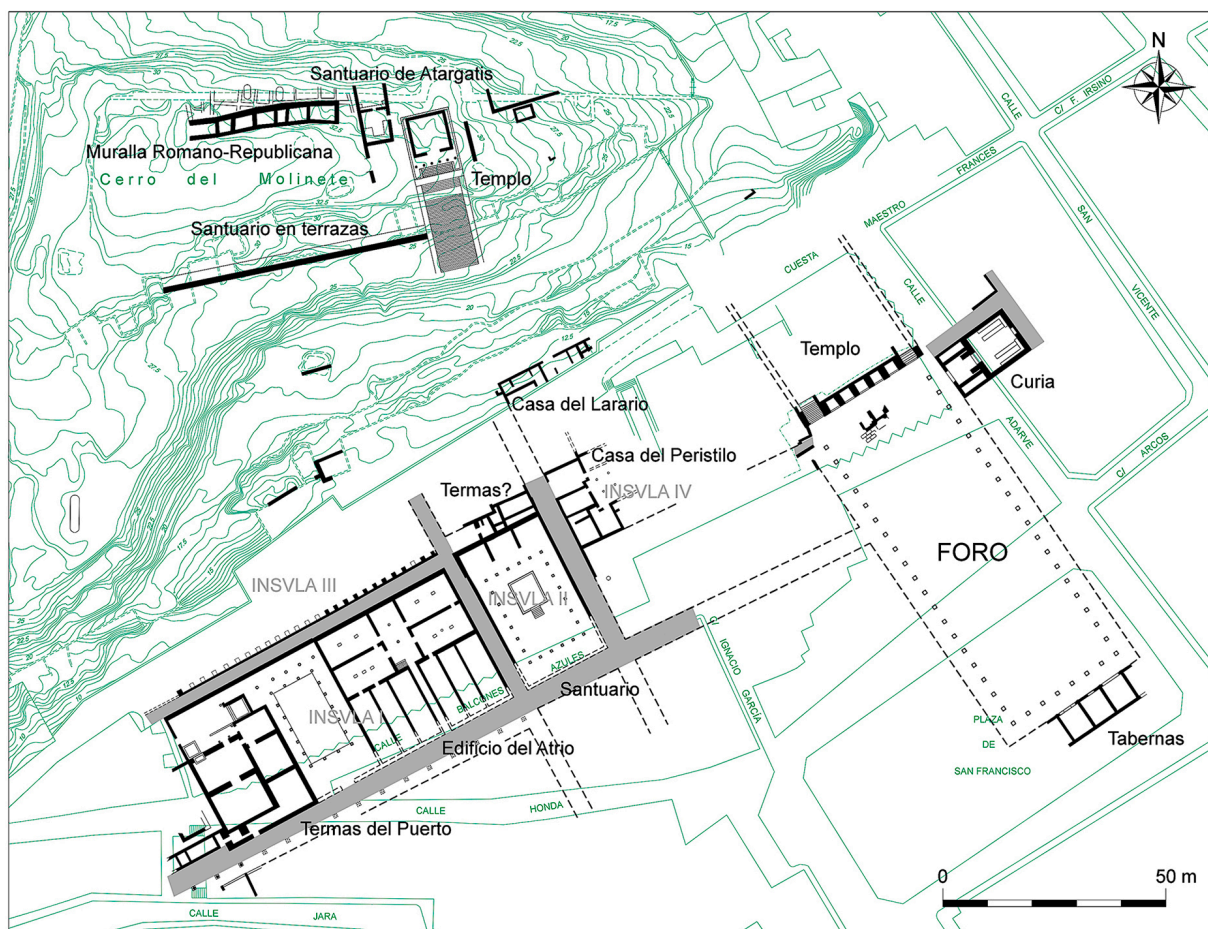 N
Santuario de Atargatis
Muralla Romano-Republicana
Cerro del Molinete
Templo
Santuario en terrazas
CALLE
C/ F. IRSINO
FRANCES
MAESTRO
CUESTA
SAN
VICENTE
CALLE
Templo
Curia
ADARVE
C/ ARCOS
Casa del Lararo
Casa del Peristilo
Termas?
INSVLA IV
FORO
INSVLA III
INSVLA II
AZULES
Santuario
IGNACIO
GARCÍA
INSVLA I
CALLE
BALCONES
Edificio del Atrio
PLAZA
DE
SAN FRANCISCO
Tabernas
CALLE
HONDA
Termas del Puerto
CALLE
JARA
0
50 m